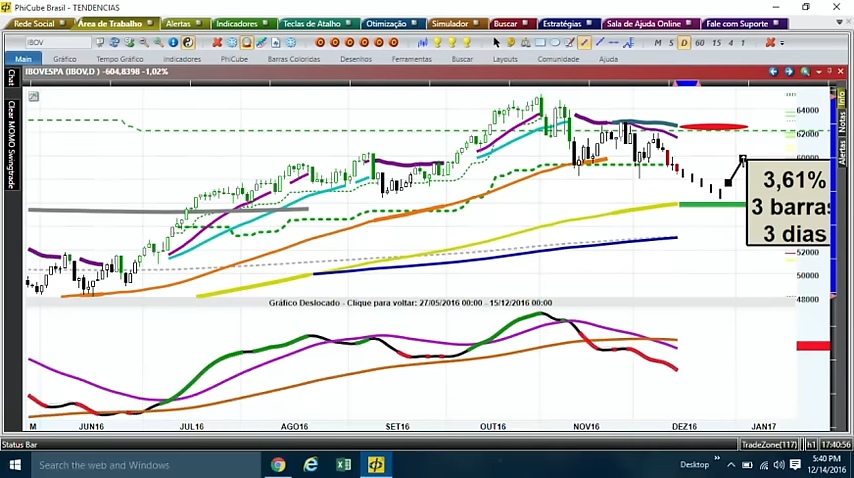 PhiCube Brasil - TENDENCIAS
Rede Social Área de Trabalho Alertas Indicadores Teclas de Atalho Otimização Simulador Buscar Estratégias Sala de Ajuda Online Fale com Suporte
IBOV
M S D 60 15 4 1
Main Gráfico Tempo Gráfico Indicadores PhiCube Barras Coloridas Desenhos Ferramentas Buscar Layouts Comunidade Ajuda
IBOVESPA (IBOV,D ) -604,8398 -1,02%
Chat
Clear MOMO Swingtrade
Info
Notas
Alertas
64000
62000
60000
3,61%
3 barras
3 dias
52000
50000
48000
Gráfico Deslocado - Clique para voltar: 27/05/2016 00:00 - 15/12/2016 00:00
M JUN16 JUL16 AGO16 SET16 OUT16 NOV16 DEZ16 JAN17
Status Bar
TradeZone[117] h1 17:40:56
Search the web and Windows
Desktop
5:40 PM
12/14/2016